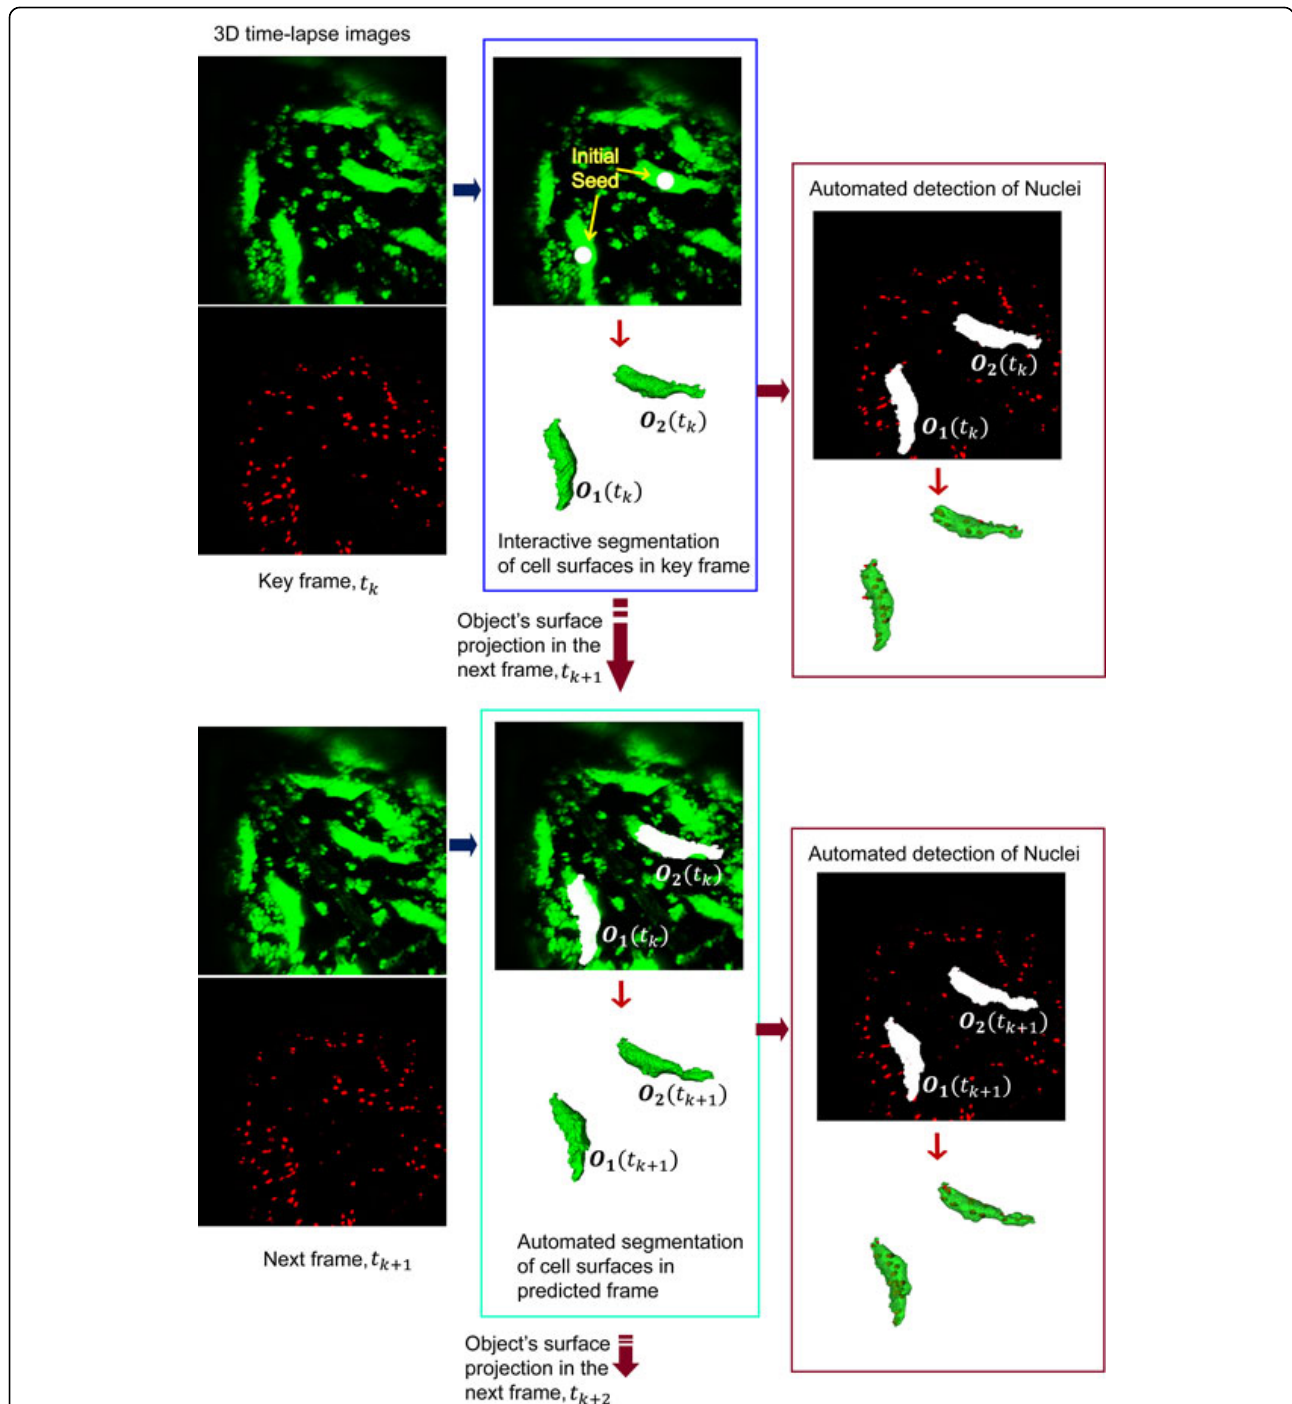 3D time-lapse images
Initial
Seed
Automated detection of Nuclei
O₂(tₖ)
O₁(tₖ)
O₂(tₖ)
O₁(tₖ)
Interactive segmentation
of cell surfaces in key frame
Key frame, tₖ
Object's surface
projection in the
next frame, tₖ₊₁
O₂(tₖ)
O₁(tₖ)
Automated detection of Nuclei
O₂(tₖ₊₁)
O₁(tₖ₊₁)
O₂(tₖ₊₁)
O₁(tₖ₊₁)
Automated segmentation
of cell surfaces in
predicted frame
Next frame, tₖ₊₁
Object's surface
projection in the
next frame, tₖ₊₂